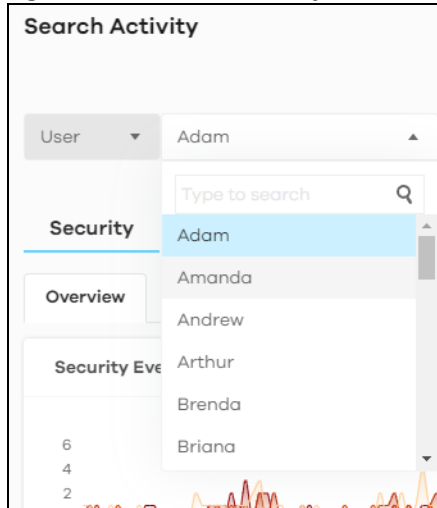 Search Activity
User
Adam
Type to search
Security
Adam
Amanda
Overview
Andrew
Security Eve
Arthur
Brenda
6
Briana
4
2